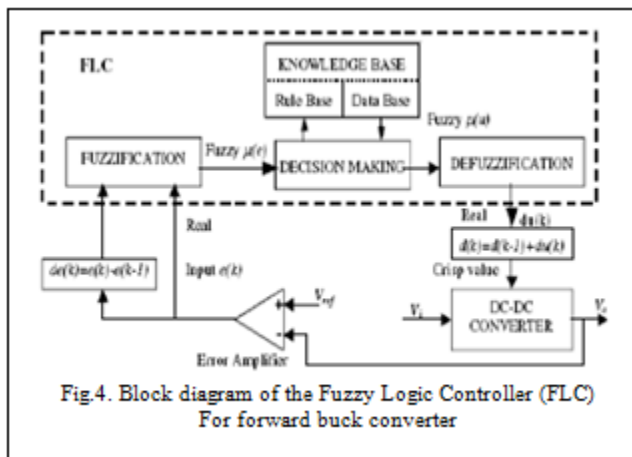 FLC
KNOWLEDGE BASE
Rule Base Data Base
Fuzzy μ(u)
FUZZIFICATION
Fuzzy μ(e)
DECISION MAKING
DEFUZZIFICATION
Real
Real du(k)
de(k)=e(k)-e(k-1)
d(k)=d(k-1)+du(k)
Input e(k)
Crisp value
Vref
+
-
Vi
DC-DC
CONVERTER
Error Amplifier
Fig.4. Block diagram of the Fuzzy Logic Controller (FLC)
For forward buck converter